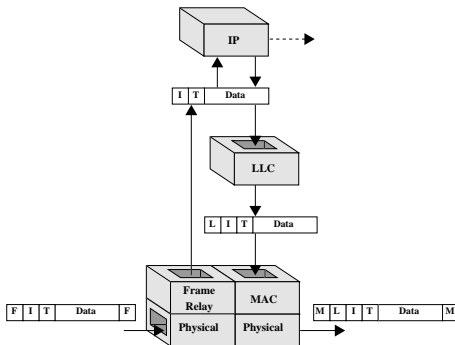 IP
I T Data
LLC
L I T Data
Frame Relay
MAC
F I T Data F
Physical
Physical
M L I T Data M